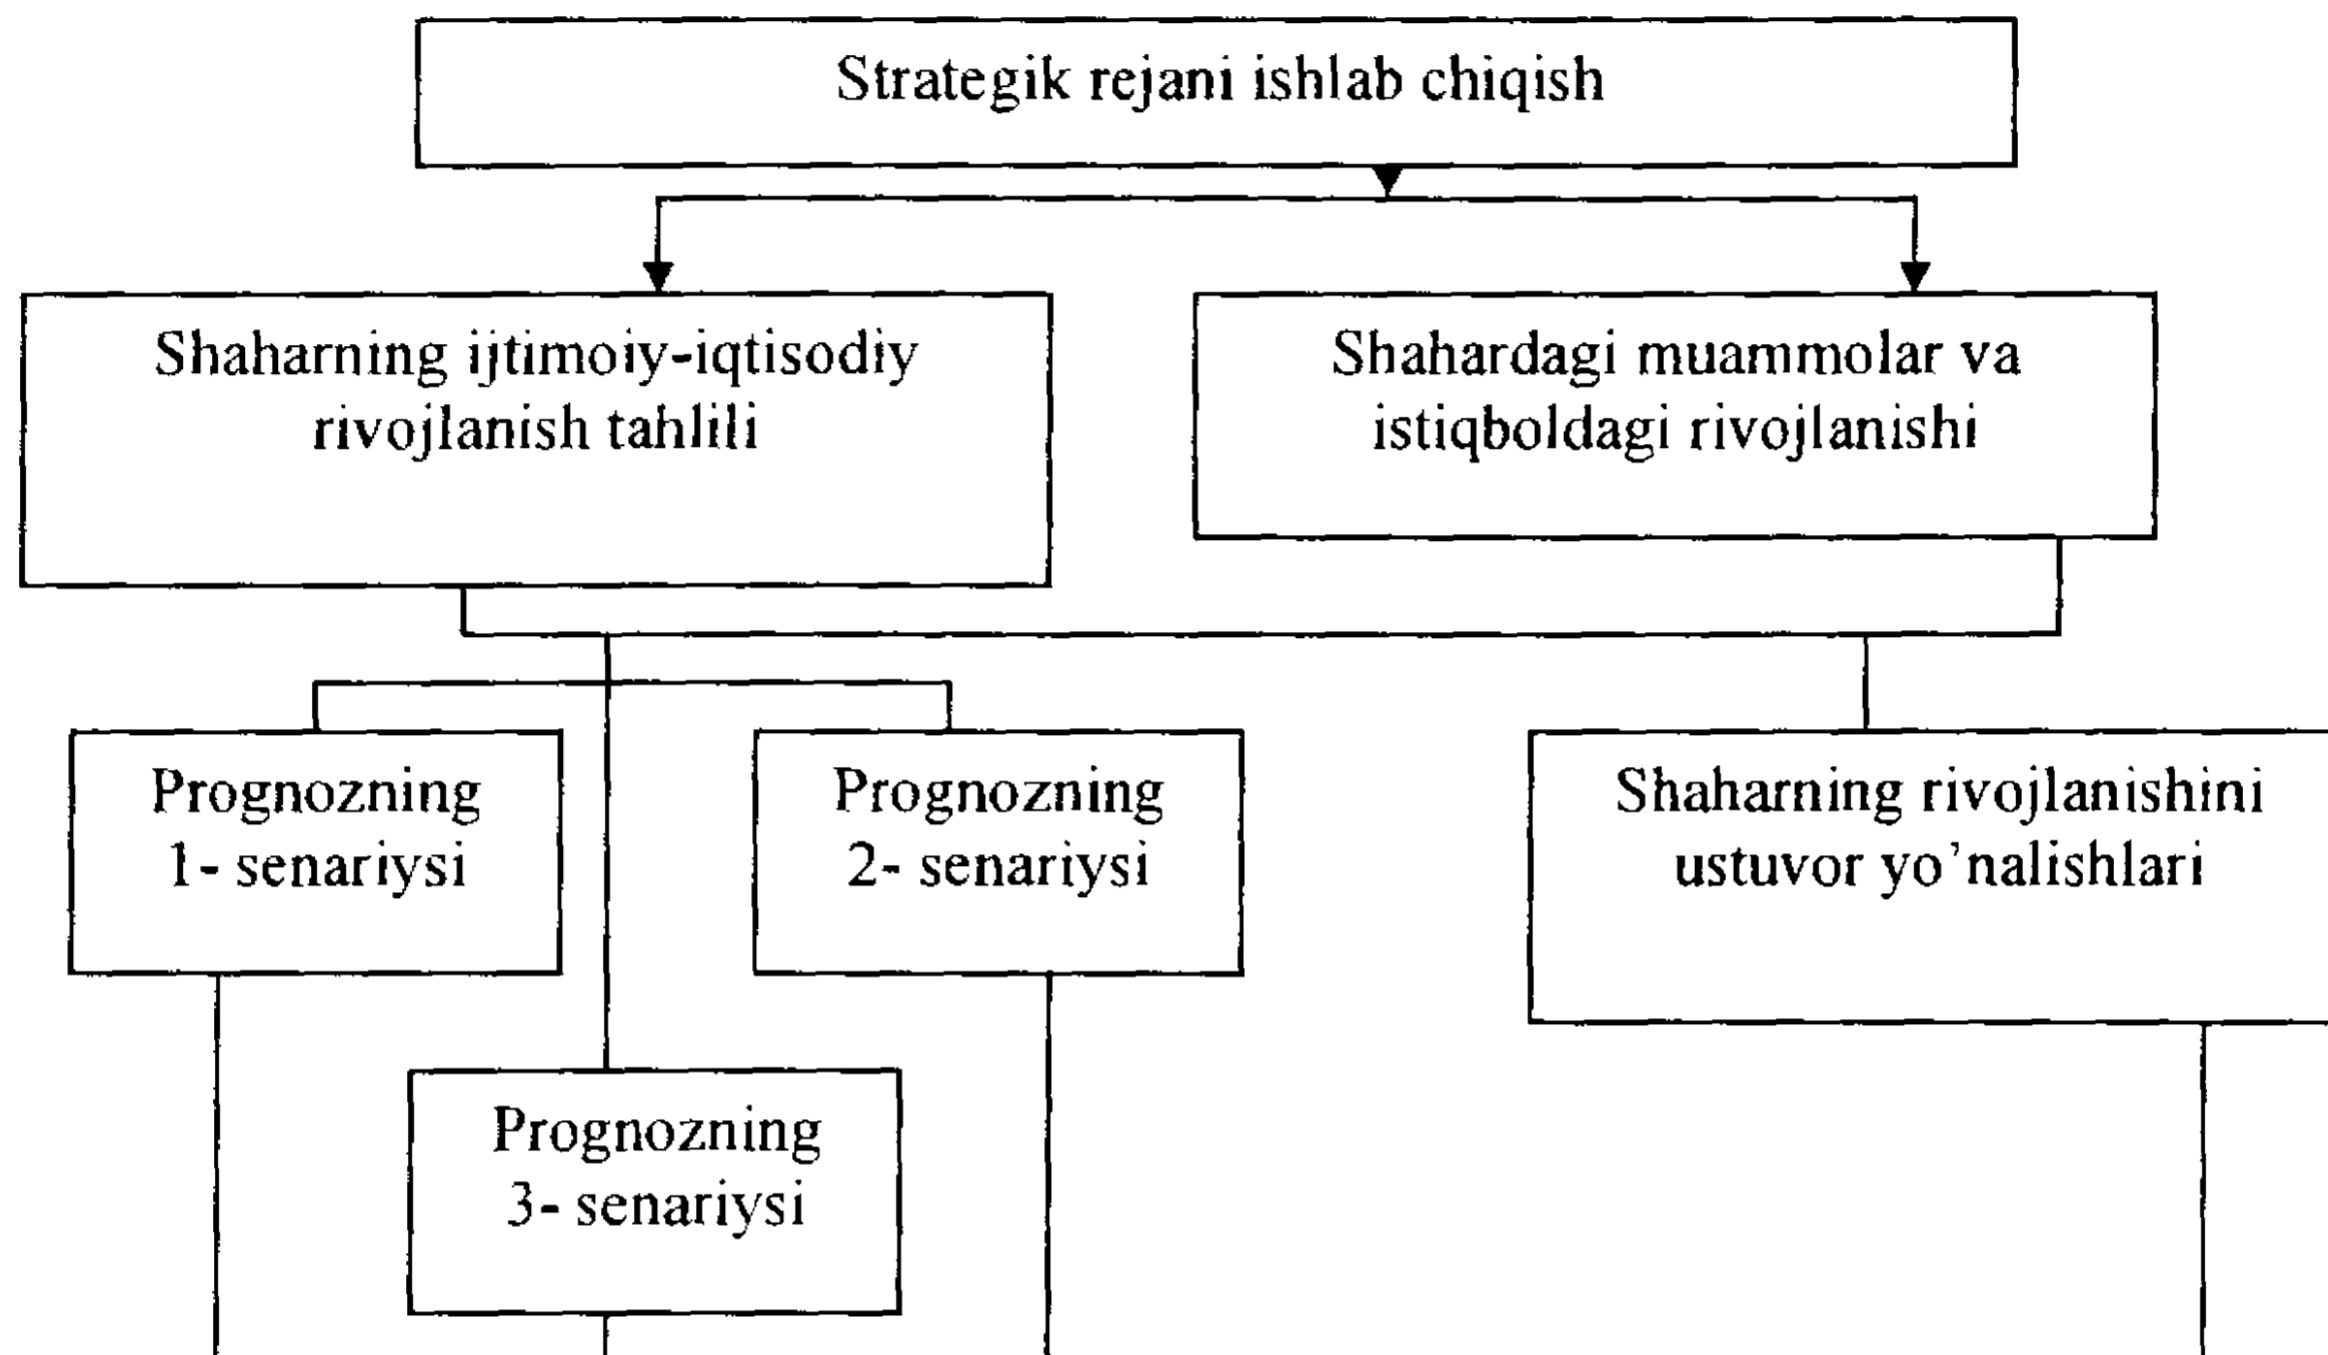 Strategik rejani ishlab chiqish
Shaharning ijtimoiy-iqtisodiy
rivojlanish tahlili
Shahardagi muammolar va
istiqboldagi rivojlanishi
Prognozning
1- senariysi
Prognozning
2- senariysi
Shaharning rivojlanishini
ustuvor yo’nalishlari
Prognozning
3- senariysi